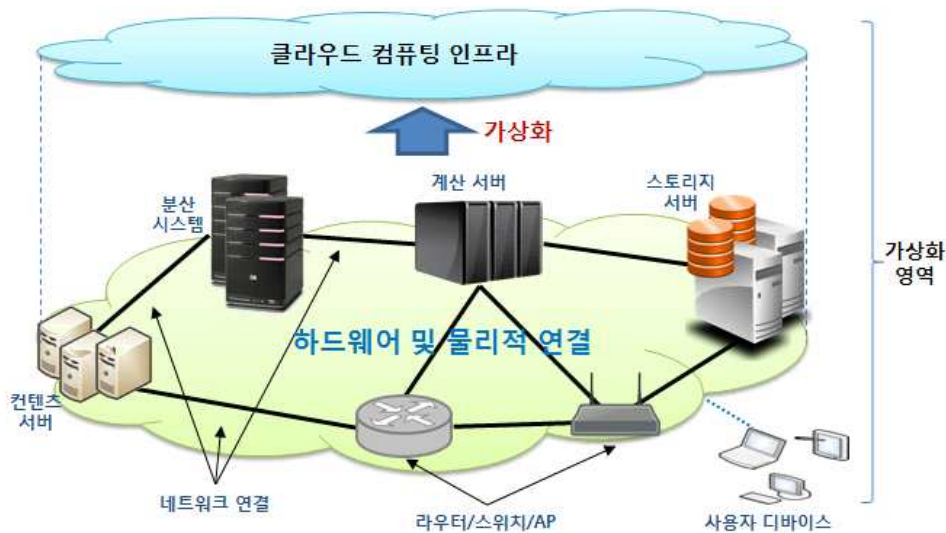 클라우드 컴퓨팅 인프라
가상화
분산
시스템
계산 서버
스토리지
서버
가상화
영역
하드웨어 및 물리적 연결
컨텐츠
서버
네트워크 연결
라우터/스위치/AP
사용자 디바이스